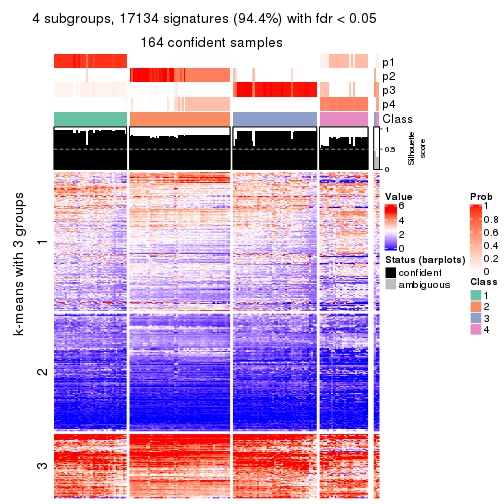 4 subgroups, 17134 signatures (94.4%) with fdr < 0.05
164 confident samples
p1
p2
p3
p4
Class
1
0.5
0
Silhouette
score
k-means with 3 groups
1
2
3
Value
6
4
2
0
Status (barplots)
confident
ambiguous
Prob
1
0.8
0.6
0.4
0.2
0
Class
1
2
3
4